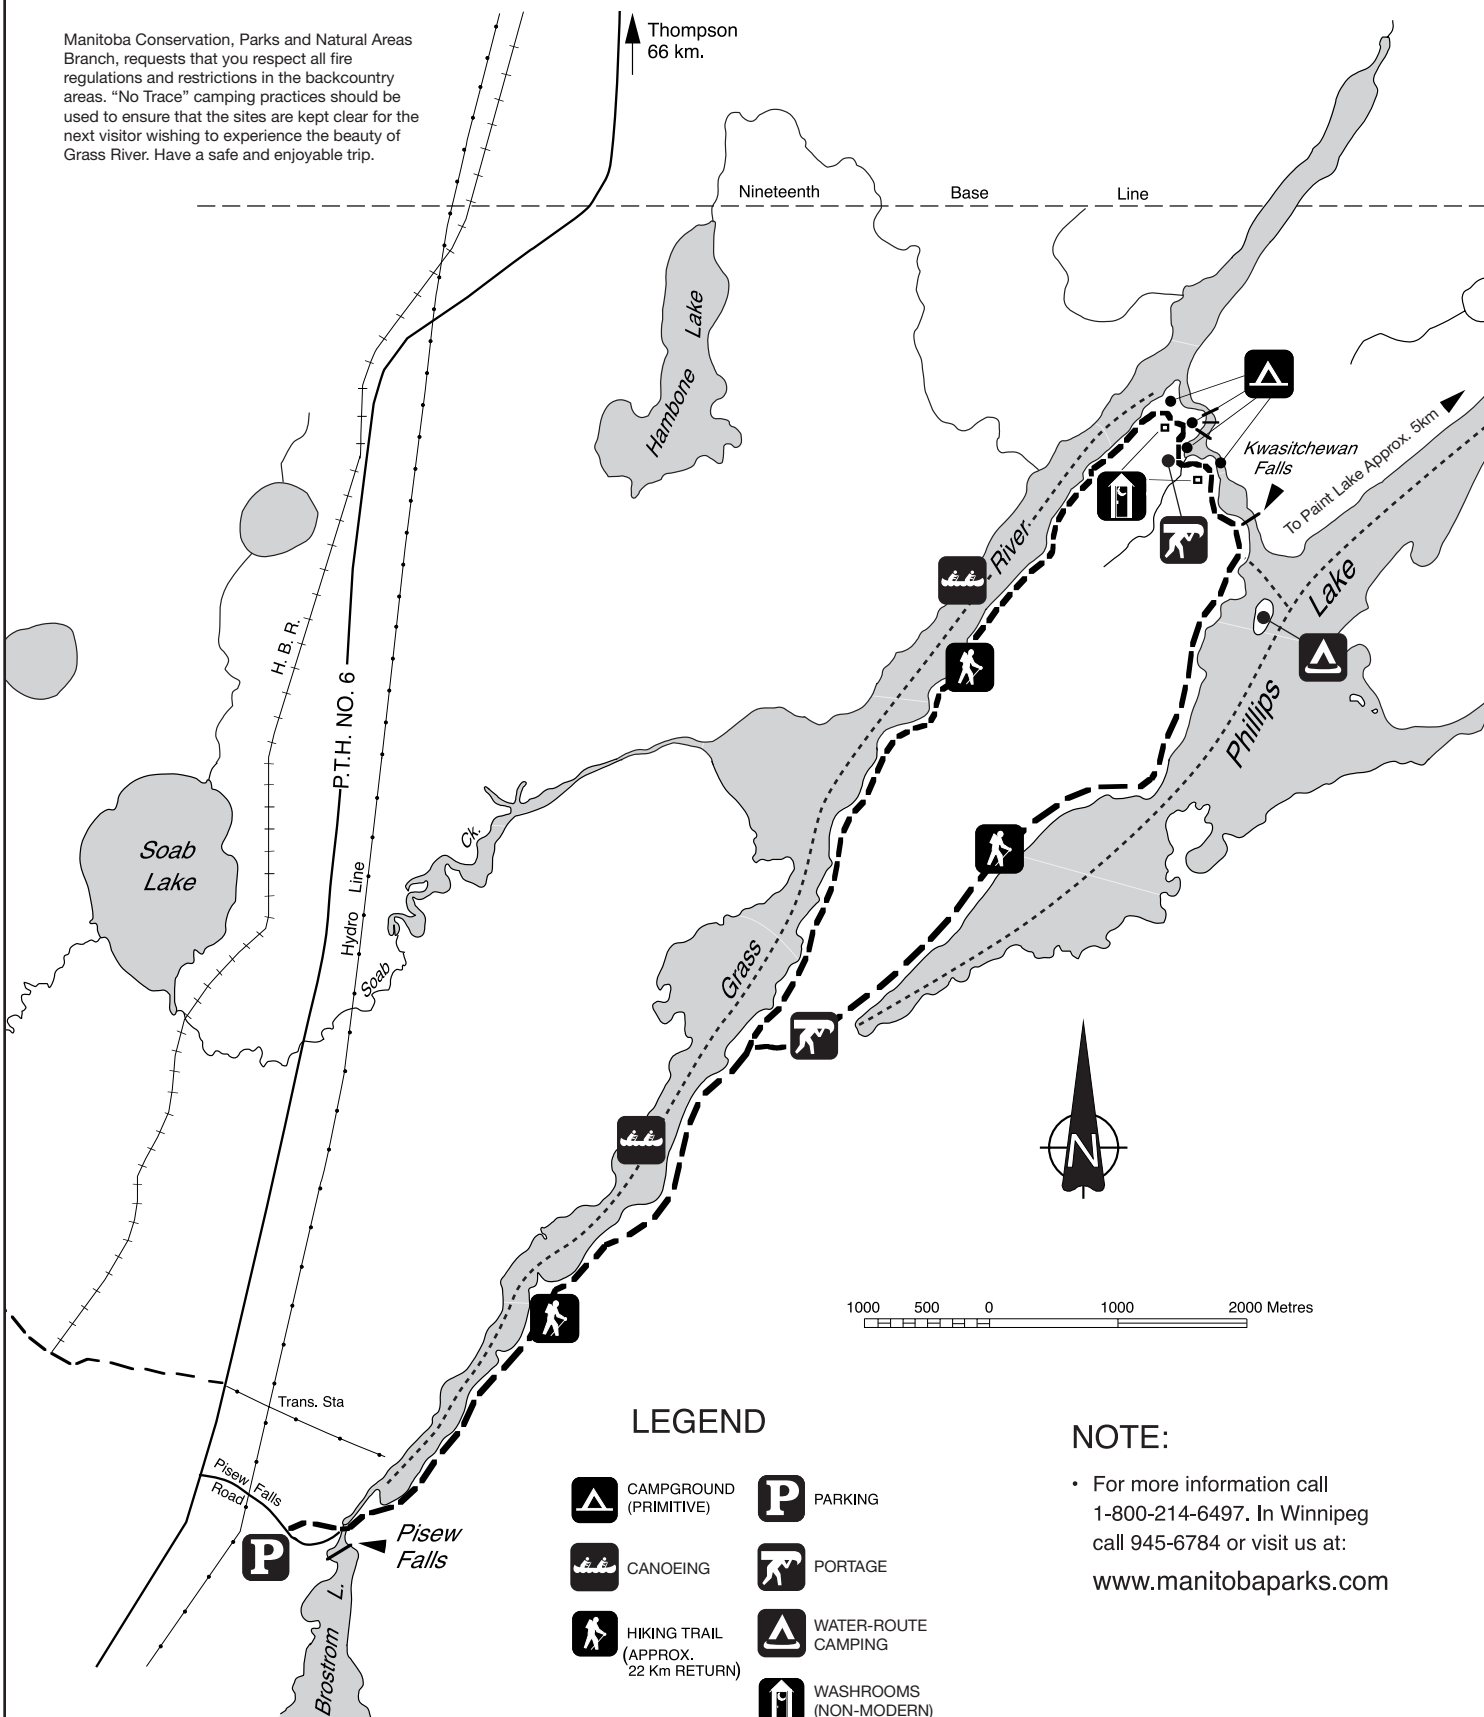 Manitoba Conservation, Parks and Natural Areas
Branch, requests that you respect all fire
regulations and restrictions in the backcountry
areas. “No Trace” camping practices should be
used to ensure that the sites are kept clear for the
next visitor wishing to experience the beauty of
Grass River. Have a safe and enjoyable trip.
Thompson
66 km.
Nineteenth Base Line
Hambone Lake
Kwasitchewan
Falls
To Paint Lake Approx. 5km
River
H. B. R.
P.T.H. NO. 6
Phillips Lake
Soab
Lake
Hydro Line
Soab Ck.
Grass
N
1000 500 0 1000 2000 Metres
Trans. Sta
Pisew Falls
Road
P
Pisew
Falls
Brostrom L.
LEGEND
CAMPGROUND
(PRIMITIVE)
P
PARKING
CANOEING
PORTAGE
HIKING TRAIL
(APPROX.
22 Km RETURN)
WATER-ROUTE
CAMPING
WASHROOMS
(NON-MODERN)
NOTE:
• For more information call
1-800-214-6497. In Winnipeg
call 945-6784 or visit us at:
www.manitobaparks.com